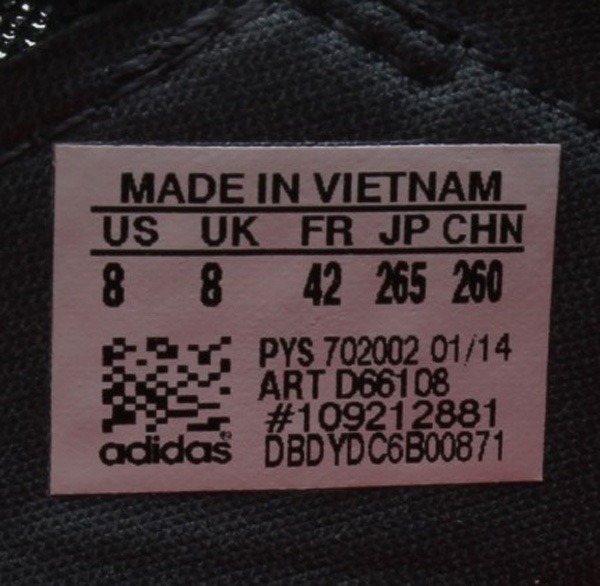 MADE IN VIETNAM
US UK FR JP CHN
8 8 42 265 260
PYS 702002 01/14
ART D66108
#109212881
adidas® DBDYDC6B00871